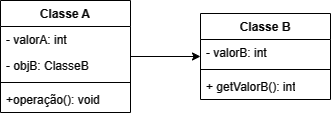 Classe A
- valorA: int
- objB: ClasseB
+operação(): void
Classe B
- valorB: int
+ getValorB(): int